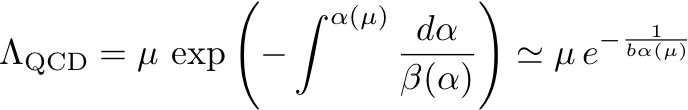 Λ_QCD = μ exp(−∫^{α(μ)} dα/β(α)) ≃ μ e^{−1/(bα(μ))}